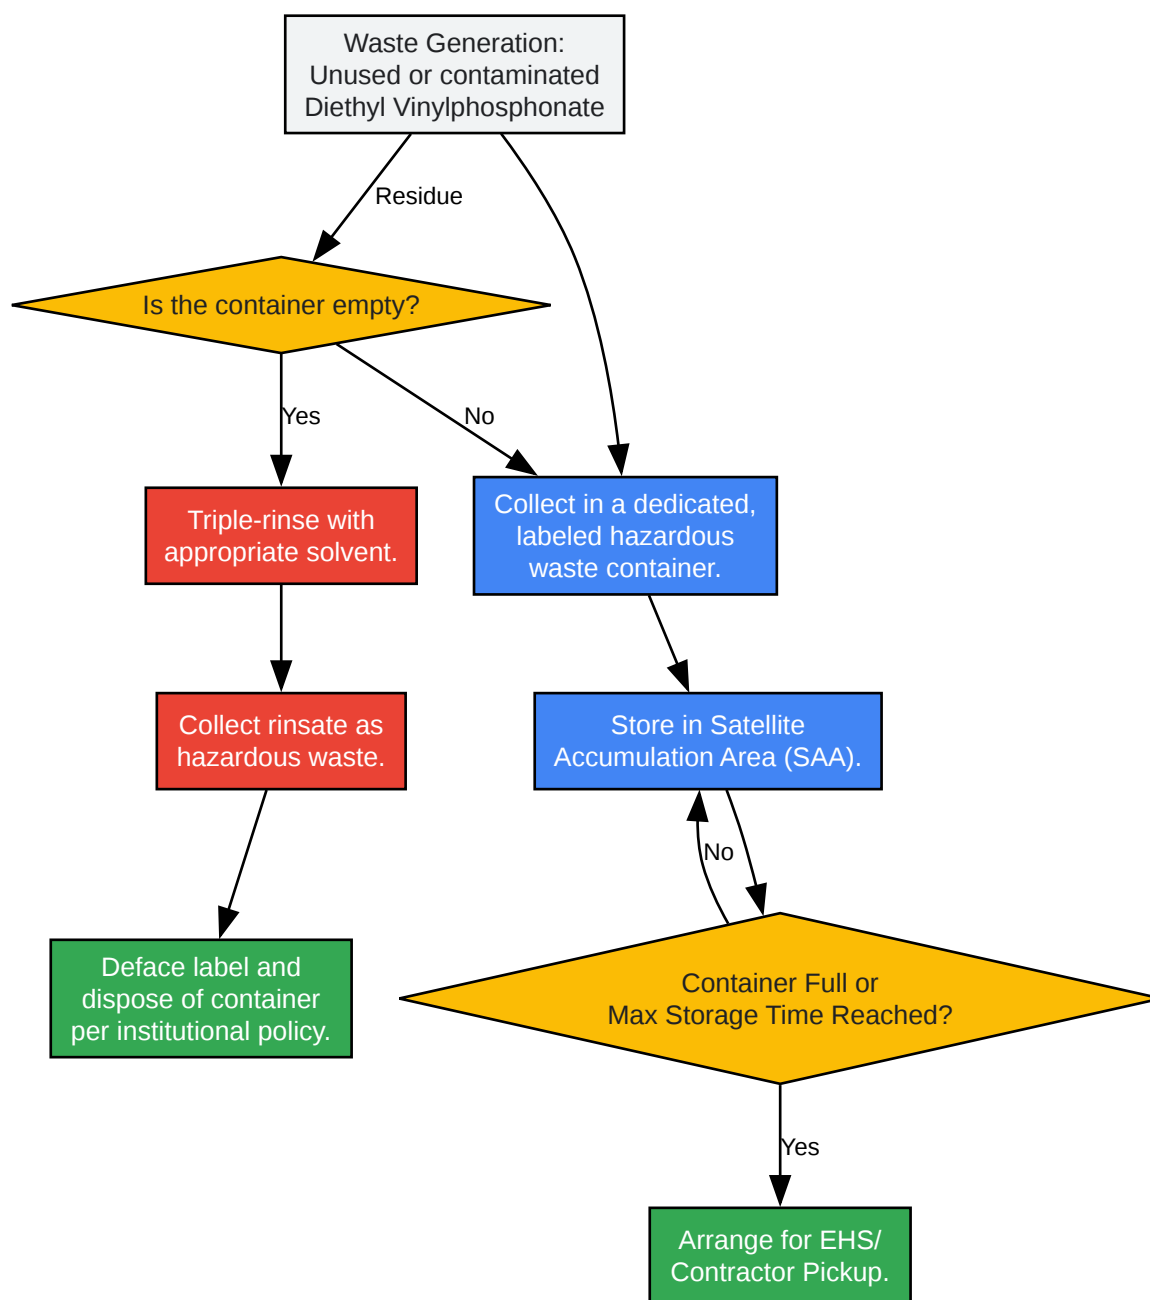 Waste Generation:
Unused or contaminated
Diethyl Vinylphosphonate
Residue
Is the container empty?
Yes
No
Triple-rinse with
appropriate solvent.
Collect in a dedicated,
labeled hazardous
waste container.
Collect rinsate as
hazardous waste.
Store in Satellite
Accumulation Area (SAA).
No
Deface label and
dispose of container
per institutional policy.
Container Full or
Max Storage Time Reached?
Yes
Arrange for EHS/
Contractor Pickup.